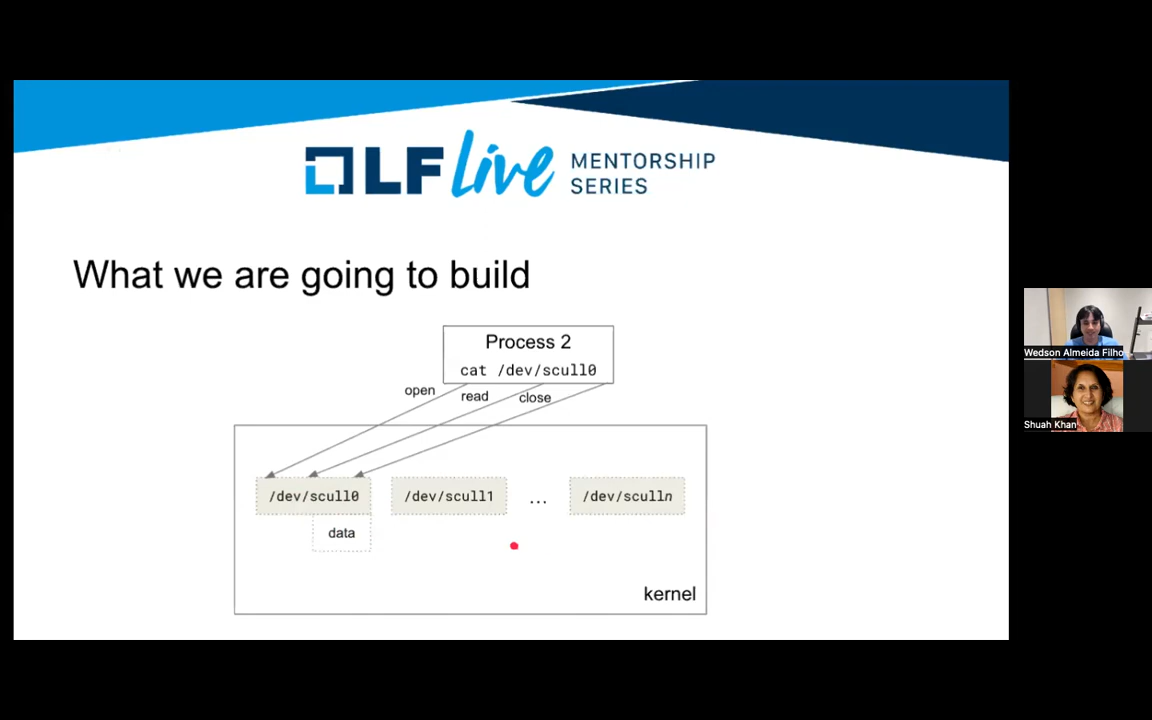 LF Live MENTORSHIP
SERIES
What we are going to build
Process 2
cat /dev/scull0
open read close
/dev/scull0 /dev/scull1 ... /dev/sculln
data
kernel
Wedson Almeida Filho
Shuah Khan